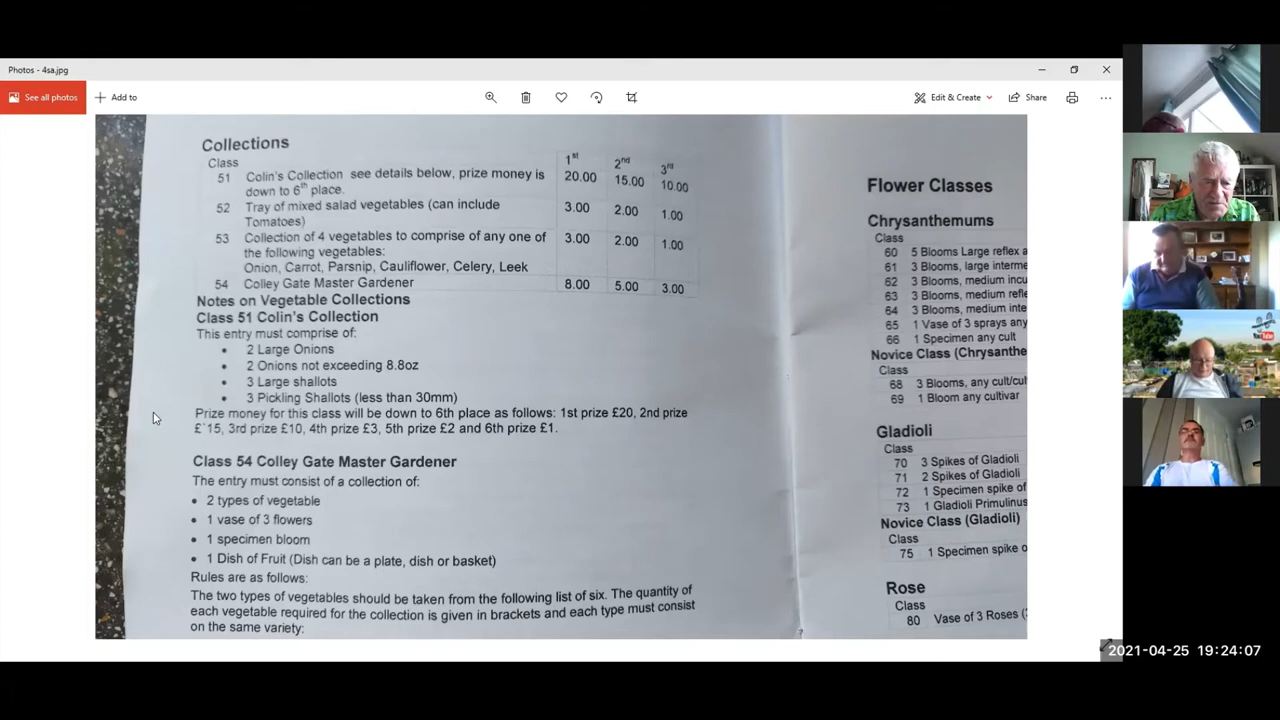 Photos - 4sa.jpg
See all photos
Add to
Edit & Create
Share
Collections
Class
1st 2nd 3rd
51 Colin's Collection see details below, prize money is 20.00 15.00 10.00
down to 6th place.
52 Tray of mixed salad vegetables (can include 3.00 2.00 1.00
Tomatoes)
53 Collection of 4 vegetables to comprise of any one of 3.00 2.00 1.00
the following vegetables:
Onion, Carrot, Parsnip, Cauliflower, Celery, Leek
54 Colley Gate Master Gardener 8.00 5.00 3.00
Notes on Vegetable Collections
Class 51 Colin's Collection
This entry must comprise of:
• 2 Large Onions
• 2 Onions not exceeding 8.8oz
• 3 Large shallots
• 3 Pickling Shallots (less than 30mm)
Prize money for this class will be down to 6th place as follows: 1st prize £20, 2nd prize
£`15, 3rd prize £10, 4th prize £3, 5th prize £2 and 6th prize £1.
Class 54 Colley Gate Master Gardener
The entry must consist of a collection of:
• 2 types of vegetable
• 1 vase of 3 flowers
• 1 specimen bloom
• 1 Dish of Fruit (Dish can be a plate, dish or basket)
Rules are as follows:
The two types of vegetables should be taken from the following list of six. The quantity of
each vegetable required for the collection is given in brackets and each type must consist
on the same variety:
Flower Classes
Chrysanthemums
Class
60 5 Blooms Large reflex
61 3 Blooms, large
62 3 Blooms, medium
63 3 Blooms, medium
64 3 Blooms, medium
65 1 Vase of 3 sprays any
66 1 Specimen any cult
Novice Class
68 3 Blooms, any
69 1 Bloom any cultivar
Gladioli
Class
70 3 Spikes of Gladioli
71 2 Spikes of Gladioli
72 1 Specimen spike of
73 1 Gladioli Primulinus
Novice Class (Gladioli)
Class
75 1 Specimen spike
Rose
Class
80 Vase of 3 Roses
YouTube
2021-04-25 19:24:07